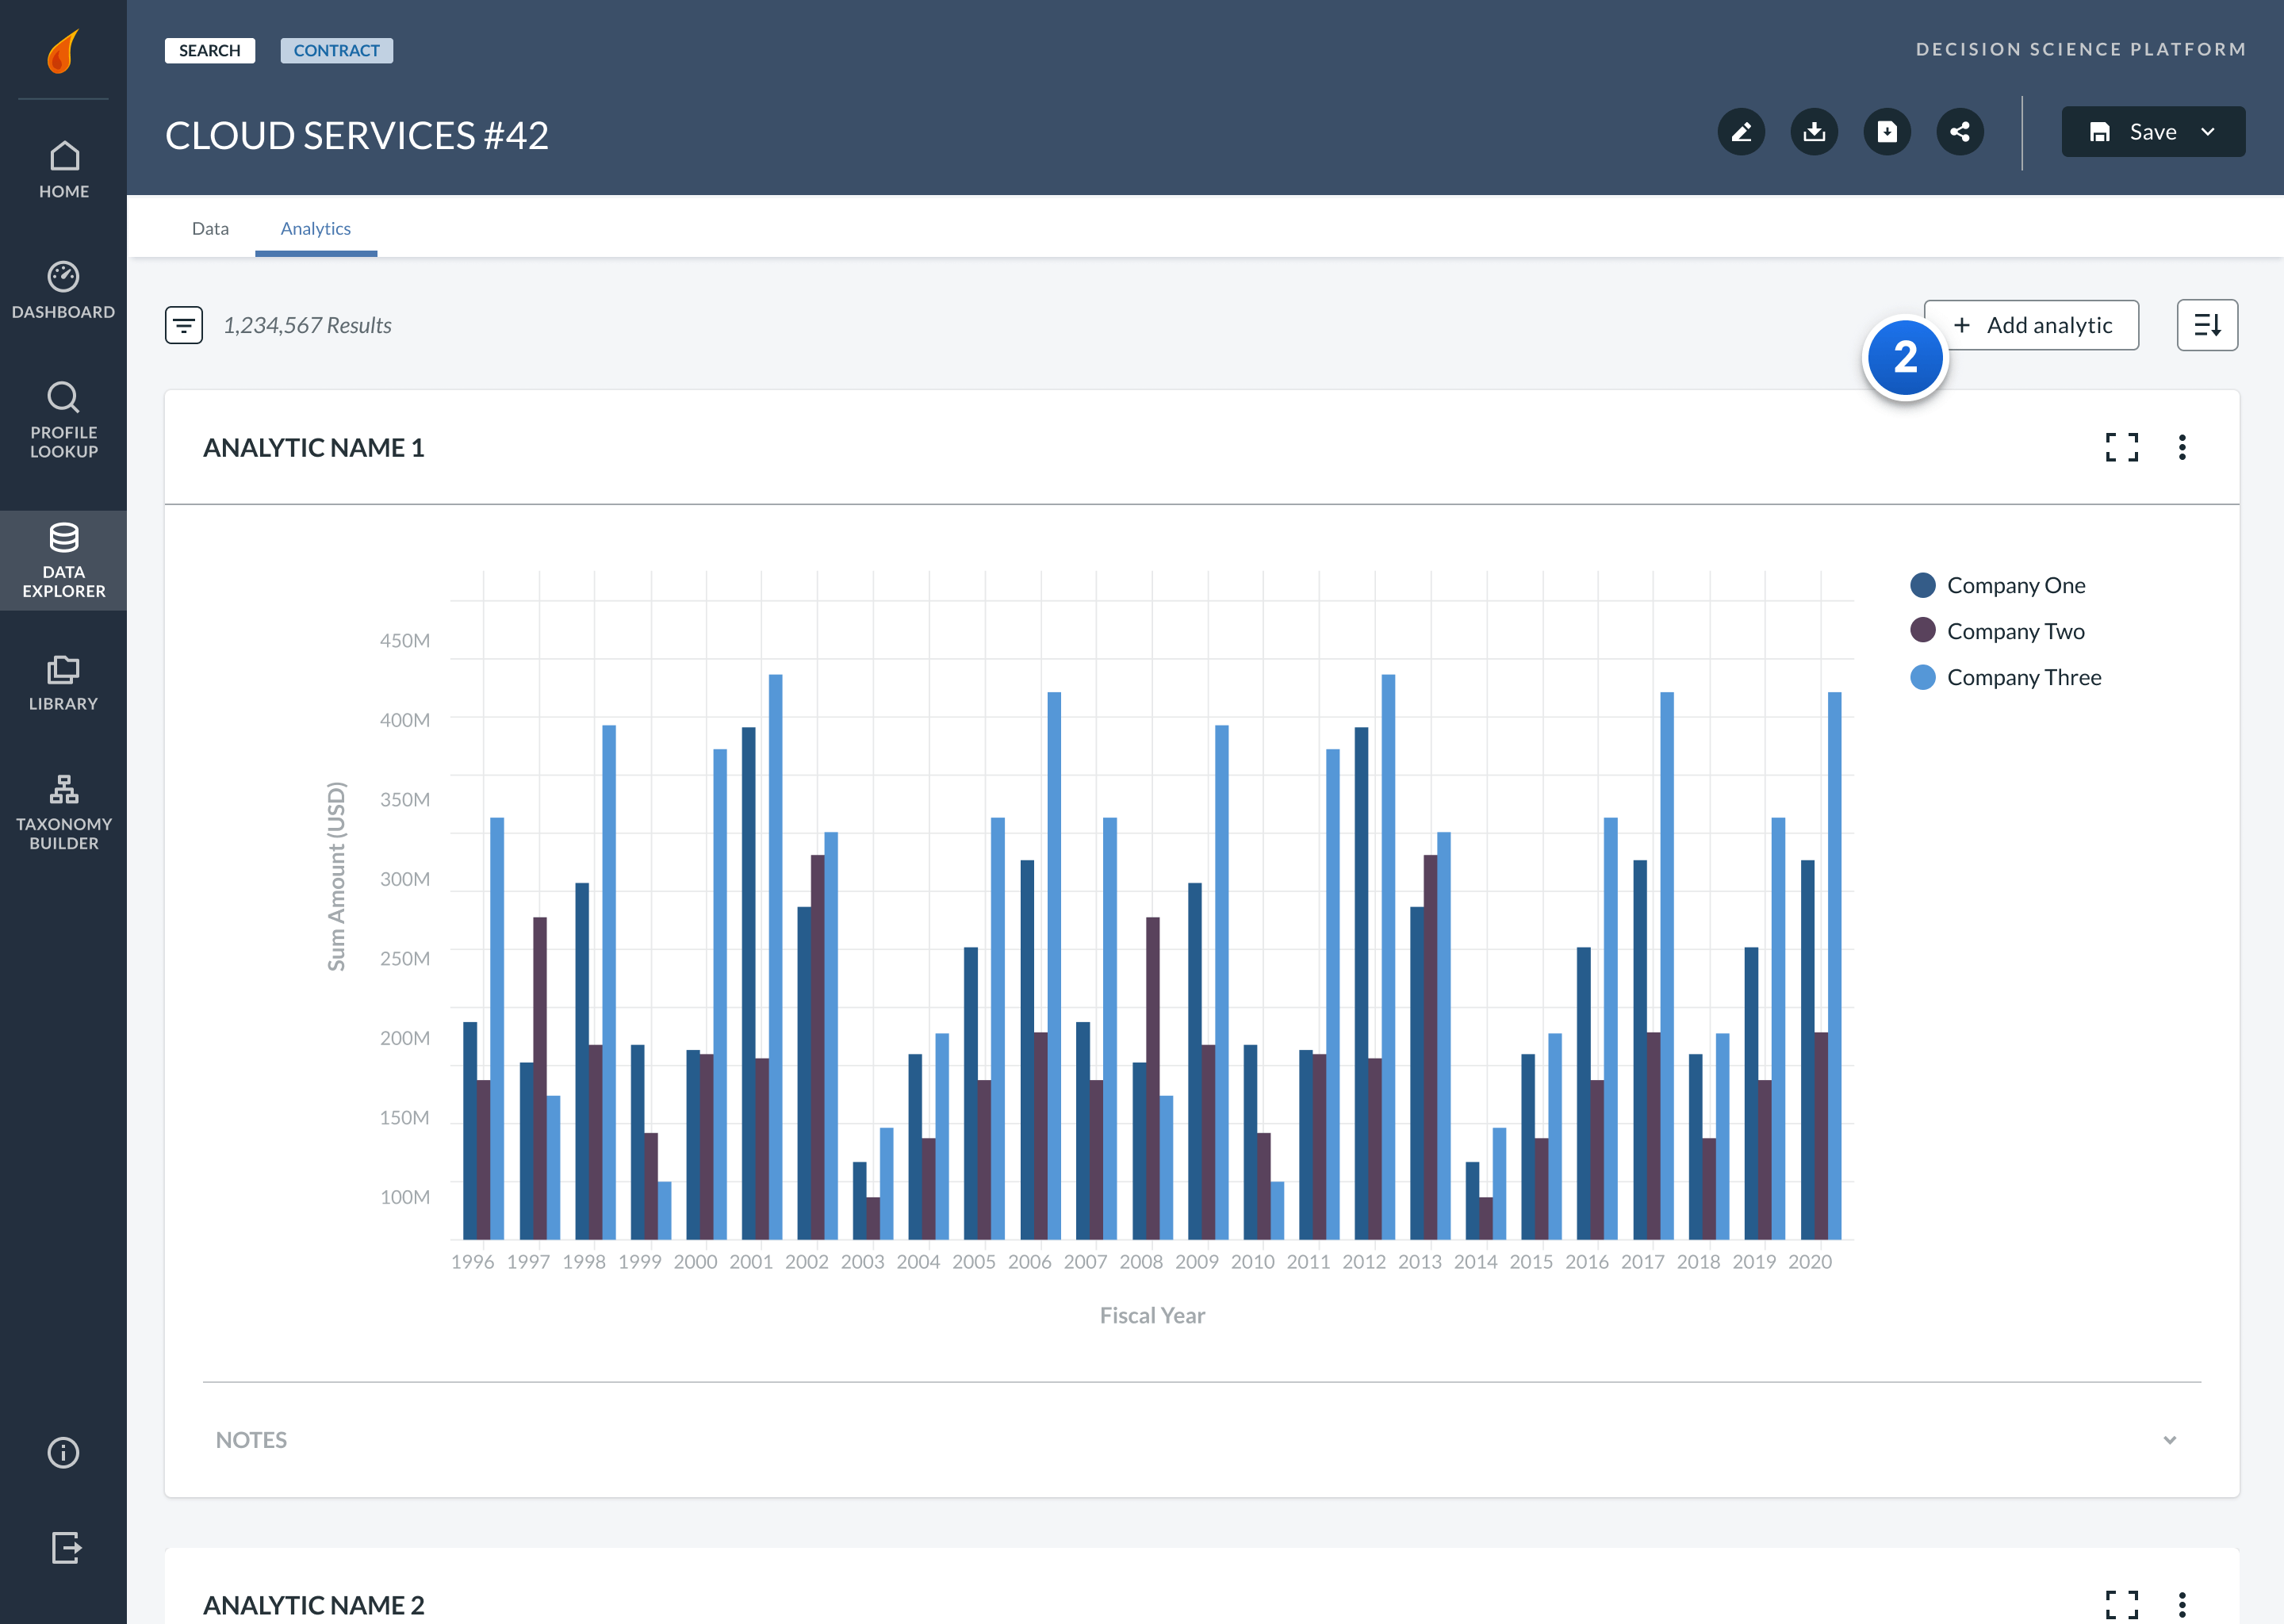 SEARCH
CONTRACT
DECISION SCIENCE PLATFORM
CLOUD SERVICES #42
Save
HOME
DASHBOARD
PROFILE
LOOKUP
DATA
EXPLORER
LIBRARY
TAXONOMY
BUILDER
Data
Analytics
1,234,567 Results
2
+ Add analytic
ANALYTIC NAME 1
Company One
Company Two
Company Three
Sum Amount (USD)
450M
400M
350M
300M
250M
200M
150M
100M
1996 1997 1998 1999 2000 2001 2002 2003 2004 2005 2006 2007 2008 2009 2010 2011 2012 2013 2014 2015 2016 2017 2018 2019 2020
Fiscal Year
NOTES
ANALYTIC NAME 2